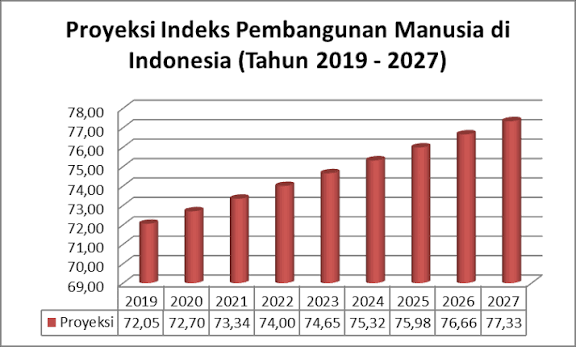 Proyeksi Indeks Pembangunan Manusia di
Indonesia (Tahun 2019 - 2027)
78,00
77,00
76,00
75,00
74,00
73,00
72,00
71,00
70,00
69,00
2019 2020 2021 2022 2023 2024 2025 2026 2027
Proyeksi 72,05 72,70 73,34 74,00 74,65 75,32 75,98 76,66 77,33